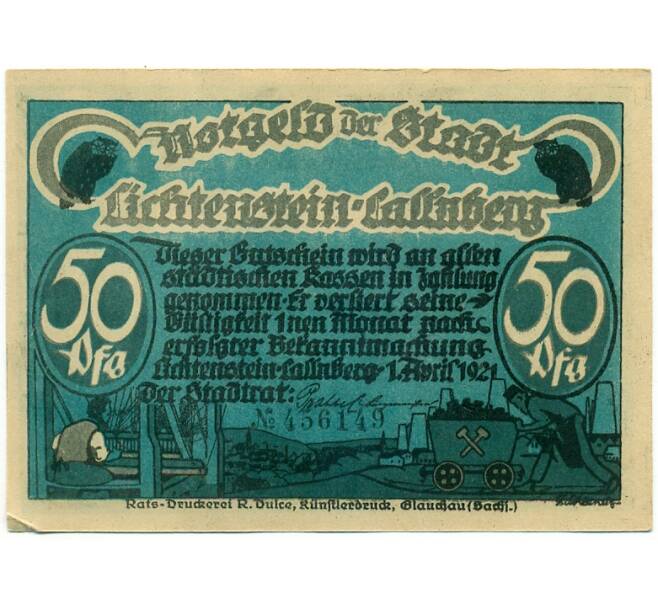 Notgeld der Stadt
Lichtenstein-Callnberg
50
Pfg
Dieser Gutschein wird an allen
städtischen Kassen in Zahlung
genommen. Er verliert seine
Gültigkeit 1nen Monat nach
erfolgter Bekanntmachung
Lichtenstein-Callnberg 1. April 1921
Der Stadtrat:
№ 456149
50
Pfg
Rats-Druckerei R. Dulce, Künstlerdruck, Glauchau (Sachs.)